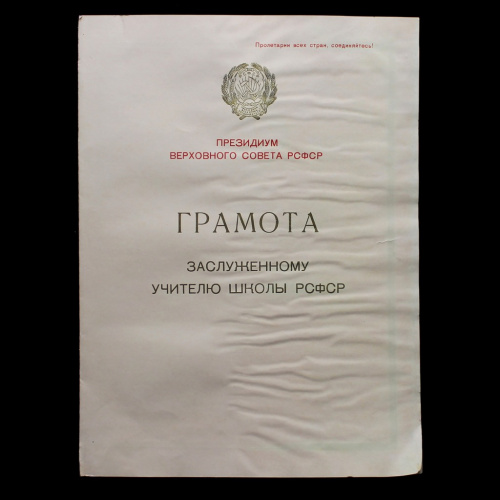 Пролетарии всех стран, соединяйтесь!
ПРЕЗИДИУМ
ВЕРХОВНОГО СОВЕТА РСФСР
ГРАМОТА
ЗАСЛУЖЕННОМУ
УЧИТЕЛЮ ШКОЛЫ РСФСР